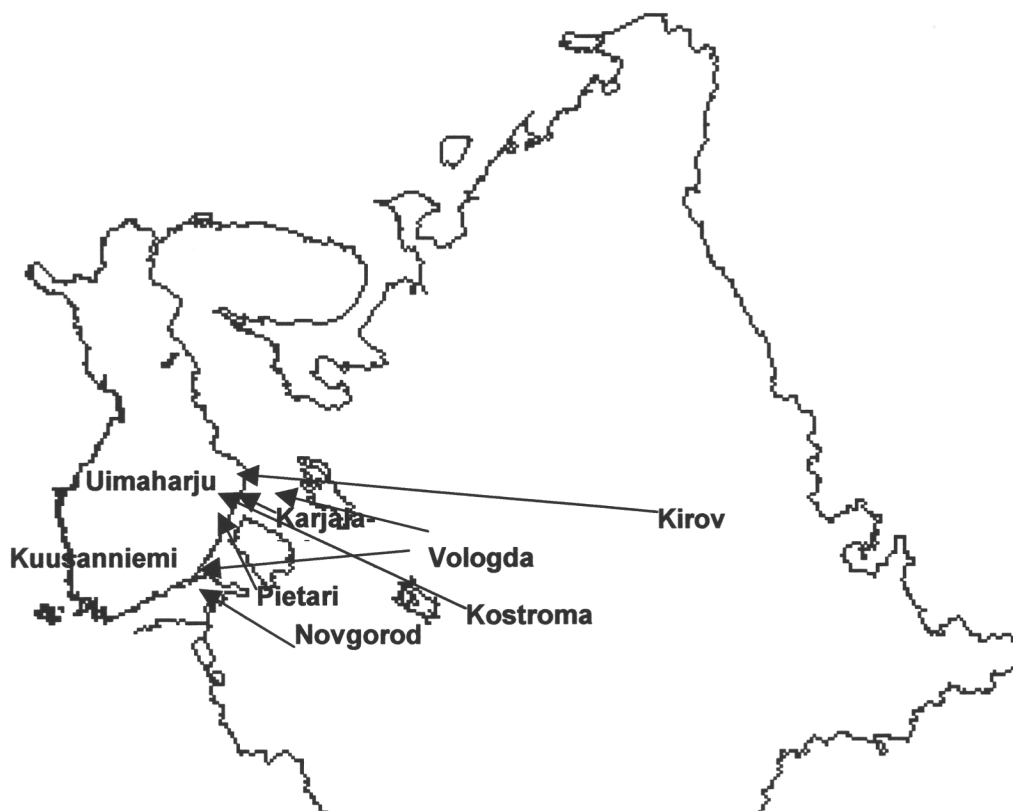 Uimaharju
Karjala-
Kirov
Kuusanniemi
Vologda
Pietari
Kostroma
Novgorod